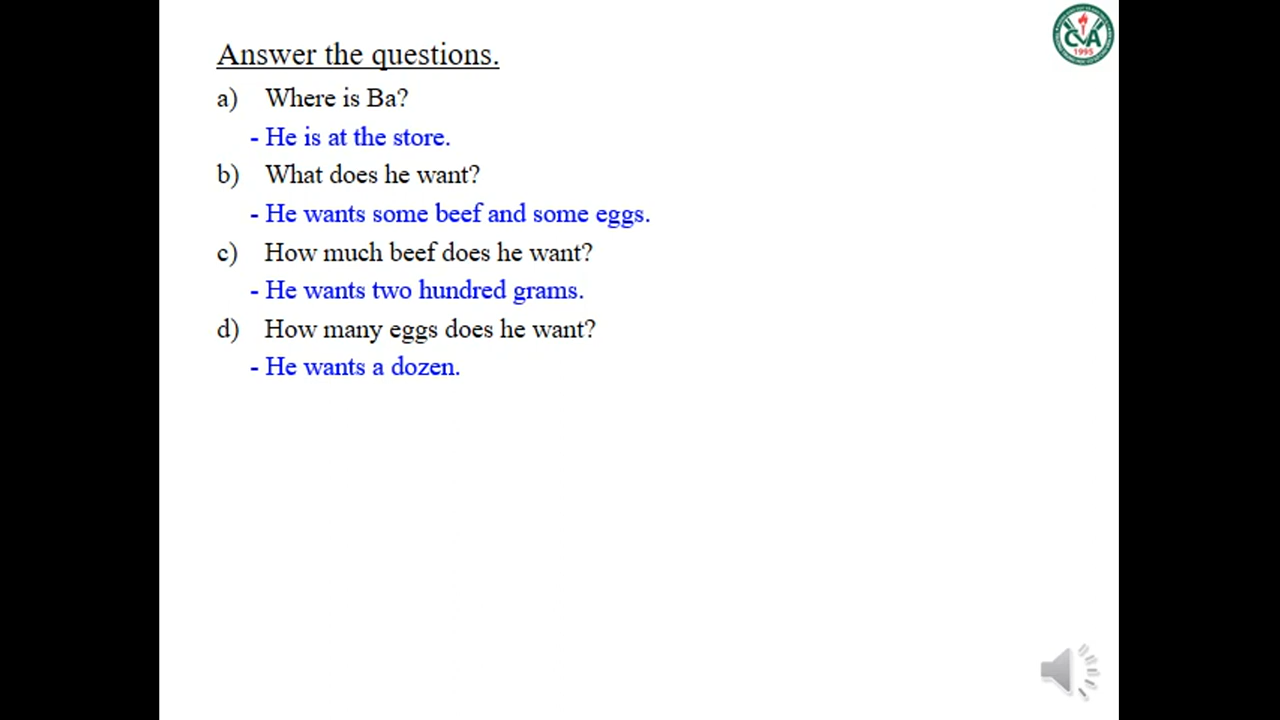 CVA
1995
Answer the questions.
a) Where is Ba?
- He is at the store.
b) What does he want?
- He wants some beef and some eggs.
c) How much beef does he want?
- He wants two hundred grams.
d) How many eggs does he want?
- He wants a dozen.